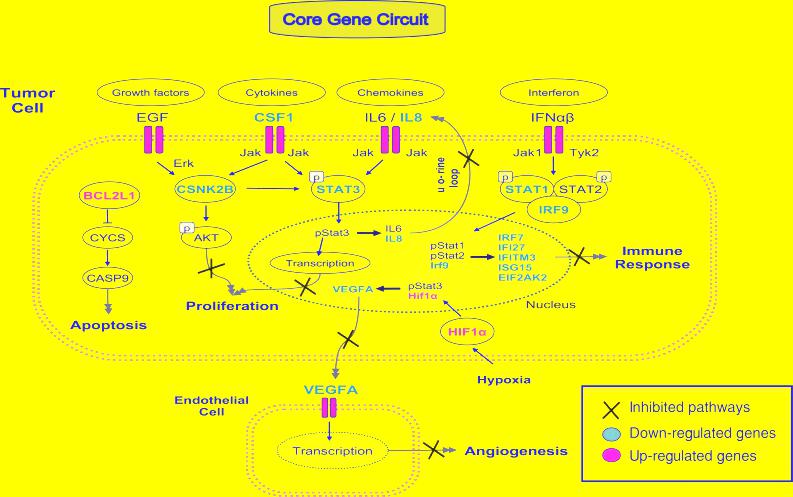 Core Gene Circuit
Tumor
Cell
Growth factors
Cytokines
Chemokines
Interferon
EGF
CSF1
IL6 / IL8
IFNαβ
Erk
Jak
Jak
Jak
Jak
Jak1
Tyk2
u o- rine
loop
BCL2L1
CSNK2B
p
STAT3
p
STAT1
STAT2
p
IRF9
CYCS
p
AKT
pStat3
IL6
IL8
CASP9
Transcription
pStat1
pStat2
Irf9
IRF7
IFI27
IFITM3
ISG15
EIF2AK2
Immune
Response
VEGFA
pStat3
Hif1α
Nucleus
Proliferation
Apoptosis
HIF1α
Hypoxia
VEGFA
Endothelial
Cell
Transcription
Angiogenesis
Inhibited pathways
Down-regulated genes
Up-regulated genes